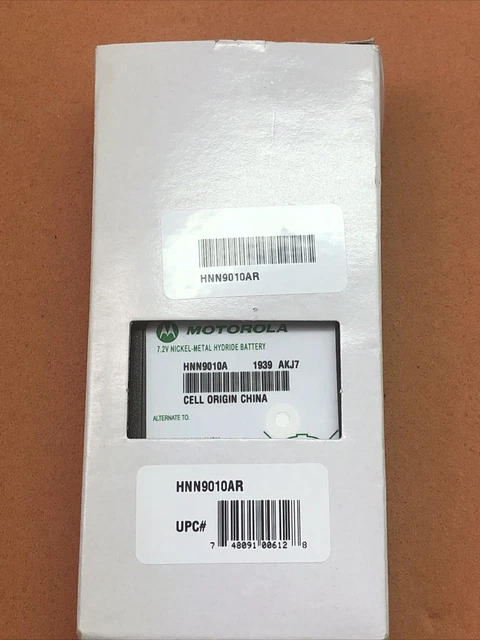 HNN9010AR
MOTOROLA
7.2V NICKEL-METAL HYDRIDE BATTERY
HNN9010A 1939 AKJ7
CELL ORIGIN CHINA
ALTERNATE TO.
HNN9010AR
UPC#
7 48091 00612 8